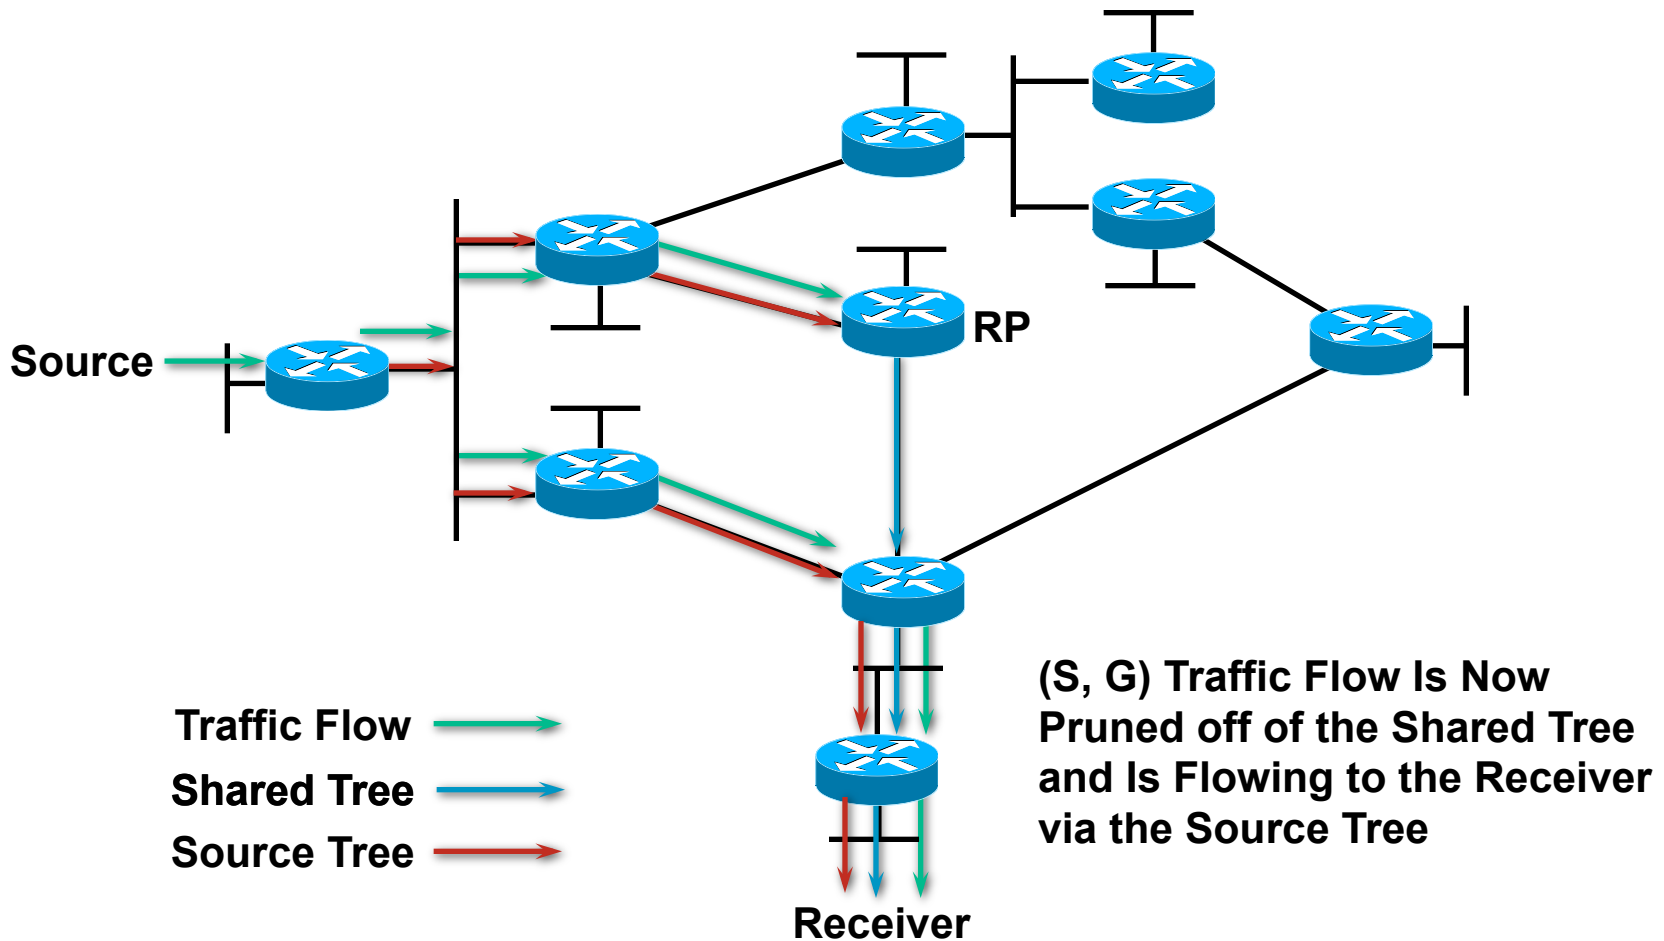 RP
Source
(S, G) Traffic Flow Is Now
Pruned off of the Shared Tree
and Is Flowing to the Receiver
via the Source Tree
Traffic Flow
Shared Tree
Source Tree
Receiver